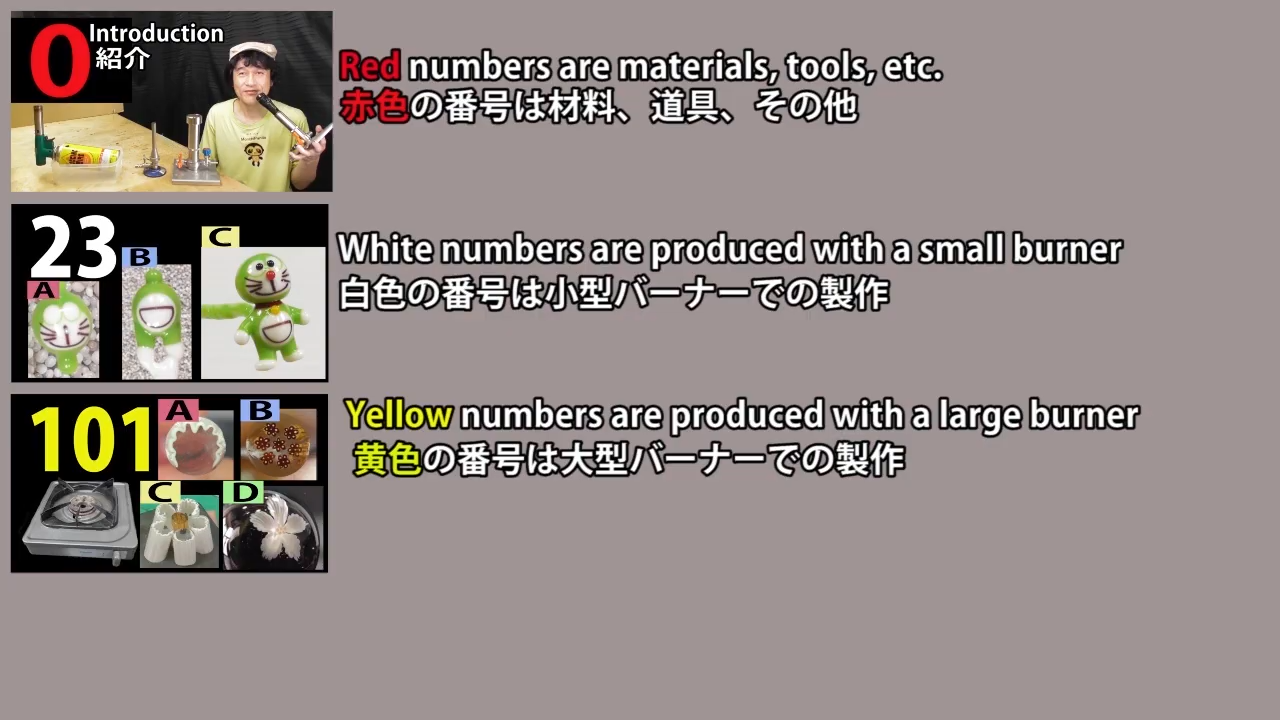 0 Introduction
紹介
Red numbers are materials, tools, etc.
赤色の番号は材料、道具、その他
23
A
B
C
White numbers are produced with a small burner
白色の番号は小型バーナーでの製作
101
A
B
C
D
Yellow numbers are produced with a large burner
黄色の番号は大型バーナーでの製作